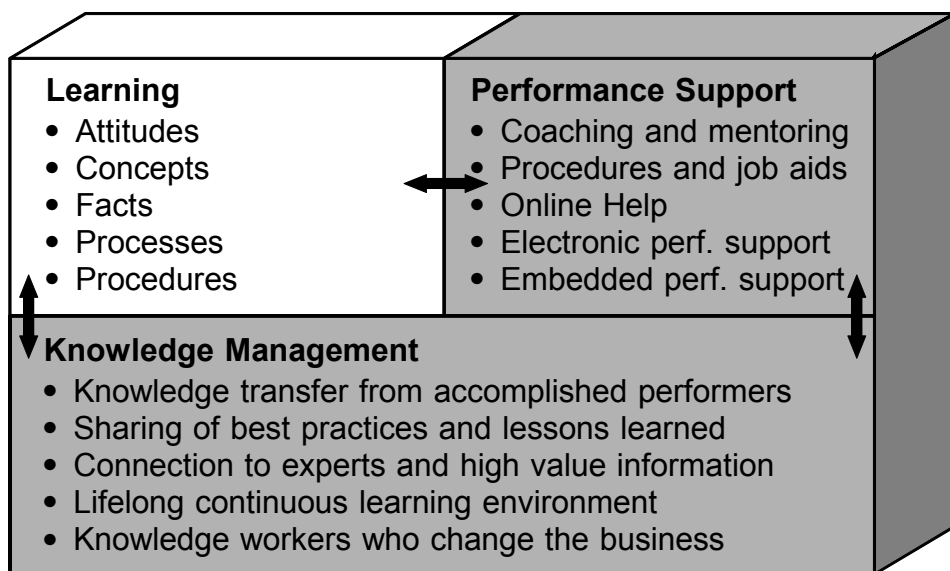 Learning
• Attitudes
• Concepts
• Facts
• Processes
• Procedures
Performance Support
• Coaching and mentoring
• Procedures and job aids
• Online Help
• Electronic perf. support
• Embedded perf. support
Knowledge Management
• Knowledge transfer from accomplished performers
• Sharing of best practices and lessons learned
• Connection to experts and high value information
• Lifelong continuous learning environment
• Knowledge workers who change the business